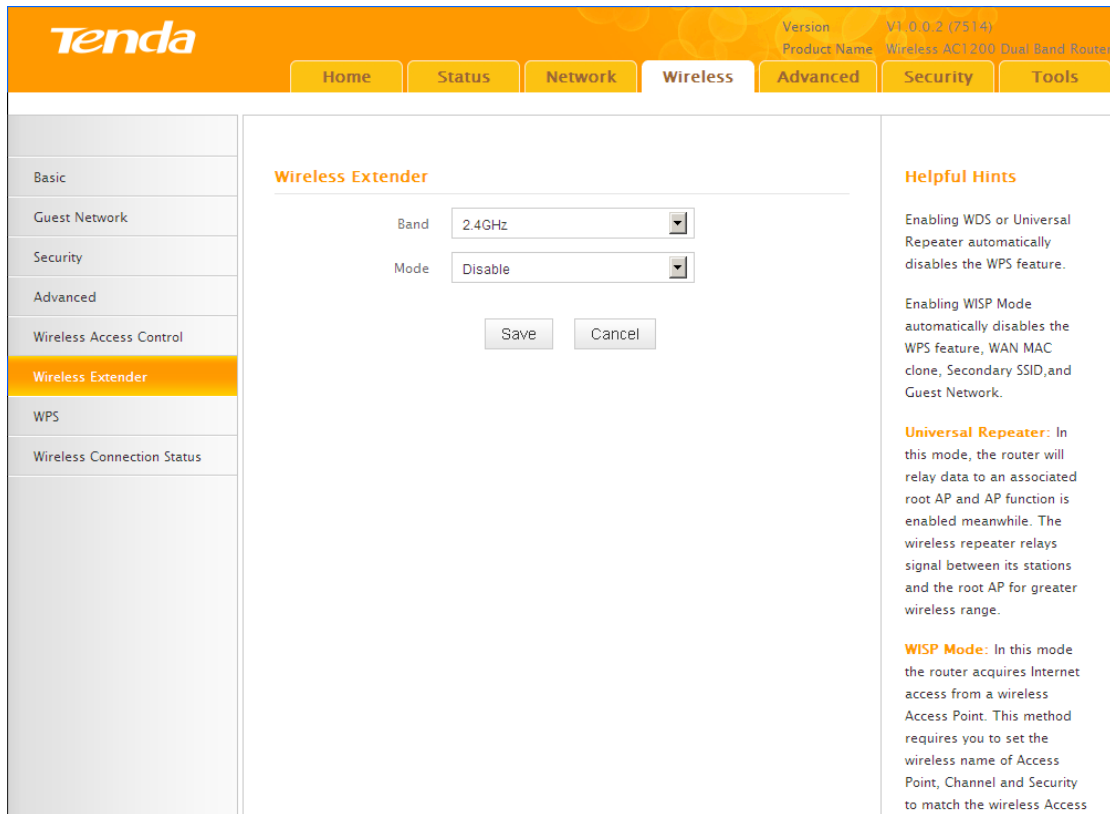 Tenda
Version V1.0.0.2 (7514)
Product Name Wireless AC1200 Dual Band Router
Home Status Network Wireless Advanced Security Tools
Basic
Guest Network
Security
Advanced
Wireless Access Control
Wireless Extender
WPS
Wireless Connection Status
Wireless Extender
Band 2.4GHz
Mode Disable
Save Cancel
Helpful Hints
Enabling WDS or Universal
Repeater automatically
disables the WPS feature.
Enabling WISP Mode
automatically disables the
WPS feature, WAN MAC
clone, Secondary SSID,and
Guest Network.
Universal Repeater: In
this mode, the router will
relay data to an associated
root AP and AP function is
enabled meanwhile. The
wireless repeater relays
signal between its stations
and the root AP for greater
wireless range.
WISP Mode: In this mode
the router acquires Internet
access from a wireless
Access Point. This method
requires you to set the
wireless name of Access
Point, Channel and Security
to match the wireless Access